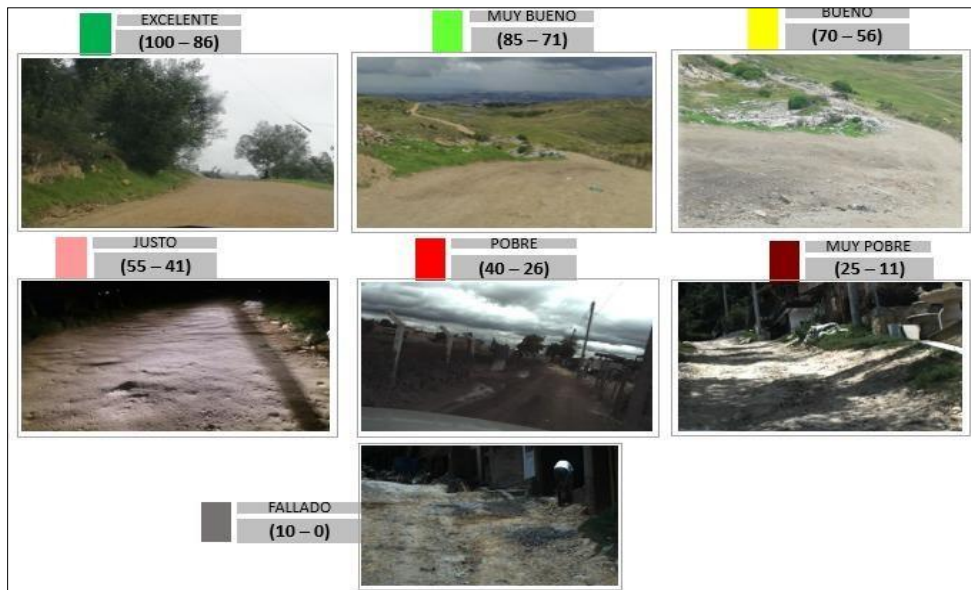 EXCELENTE
(100 – 86)
MUY BUENO
(85 – 71)
BUENO
(70 – 56)
JUSTO
(55 – 41)
POBRE
(40 – 26)
MUY POBRE
(25 – 11)
FALLADO
(10 – 0)